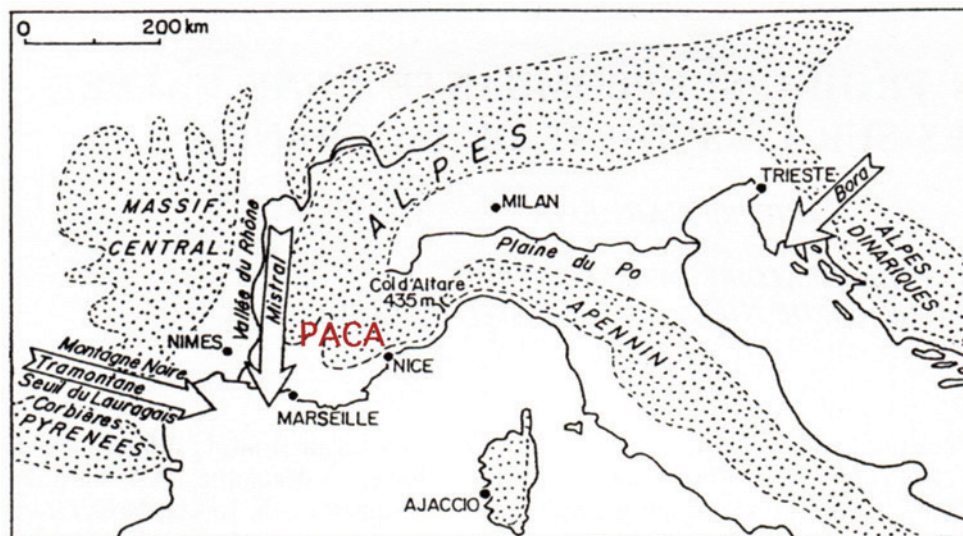 0 200 km
MASSIF
CENTRAL
ALPES
Vallée du Rhône
Mistral
MILAN
TRIESTE
Bora
ALPES
DINARIQUES
Plaine du Po
Col d'Altare
435 m
APENNIN
PACA
NIMES
NICE
MARSEILLE
Montagne Noire
Tramontane
Seuil du Lauragais
Corbières
PYRENEES
AJACCIO